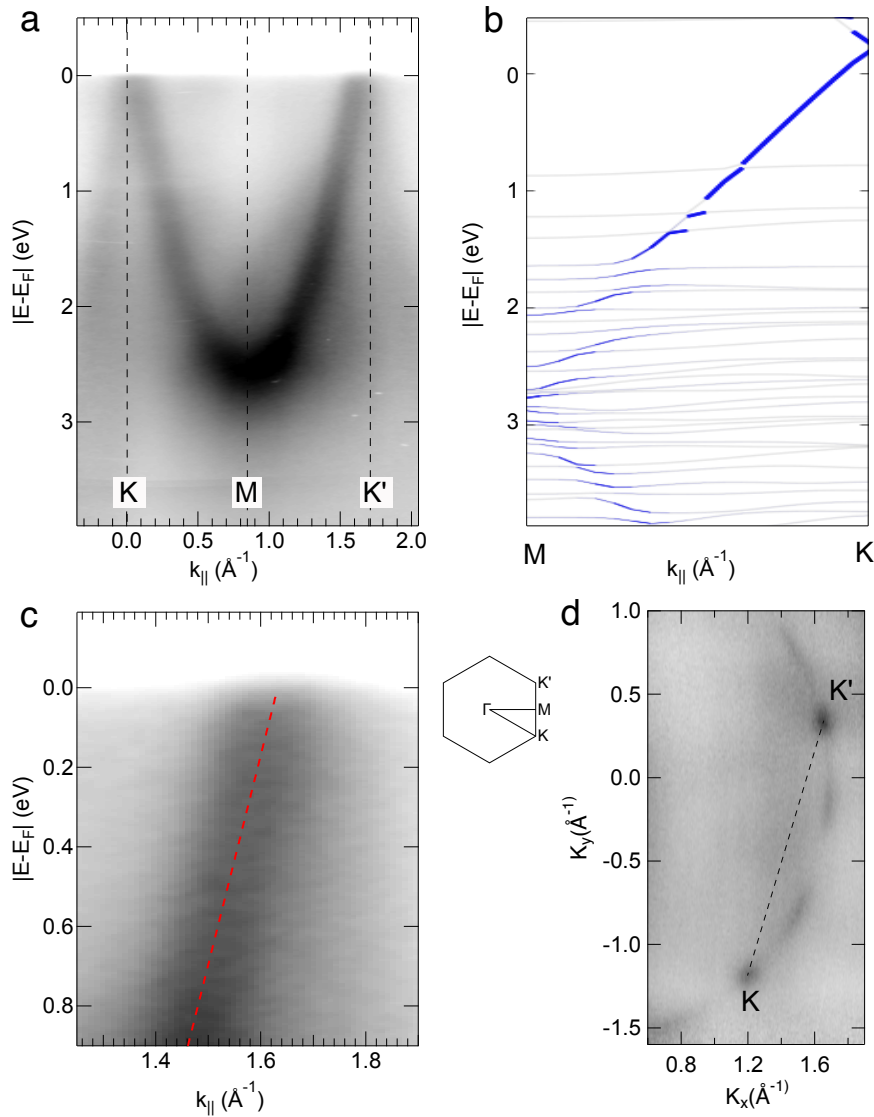 a
|E-E_F| (eV)
0
1
2
3
K
M
K'
0.0
0.5
1.0
1.5
2.0
k_|| (Å⁻¹)
b
|E-E_F| (eV)
0
1
2
3
M
K
k_|| (Å⁻¹)
c
|E-E_F| (eV)
0.0
0.2
0.4
0.6
0.8
1.4
1.6
1.8
k_|| (Å⁻¹)
K'
Γ
M
K
d
K_y(Å⁻¹)
1.0
0.5
0.0
-0.5
-1.0
-1.5
K'
K
0.8
1.2
1.6
K_x(Å⁻¹)